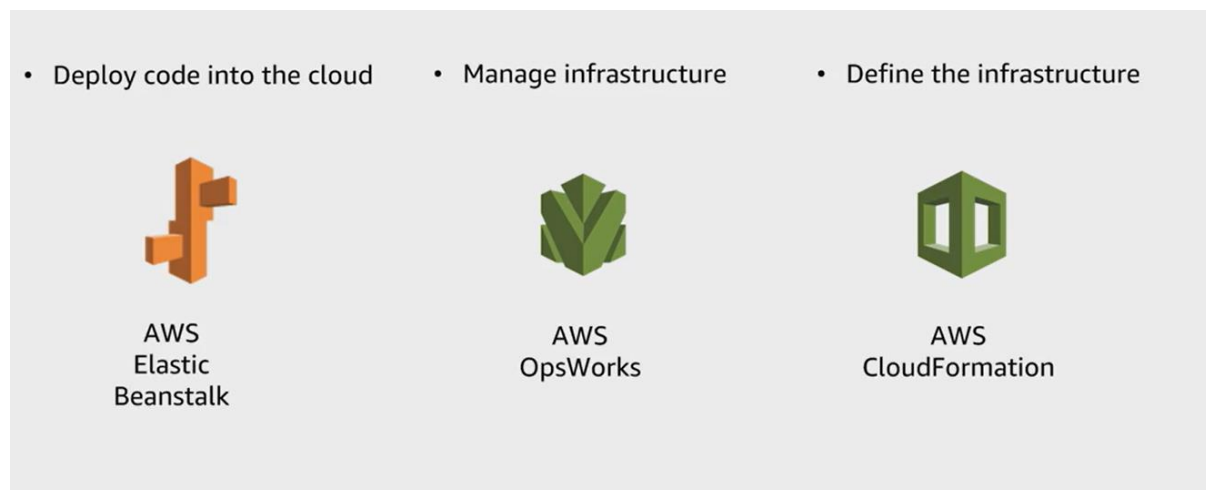 • Deploy code into the cloud
• Manage infrastructure
• Define the infrastructure
AWS
Elastic
Beanstalk
AWS
OpsWorks
AWS
CloudFormation